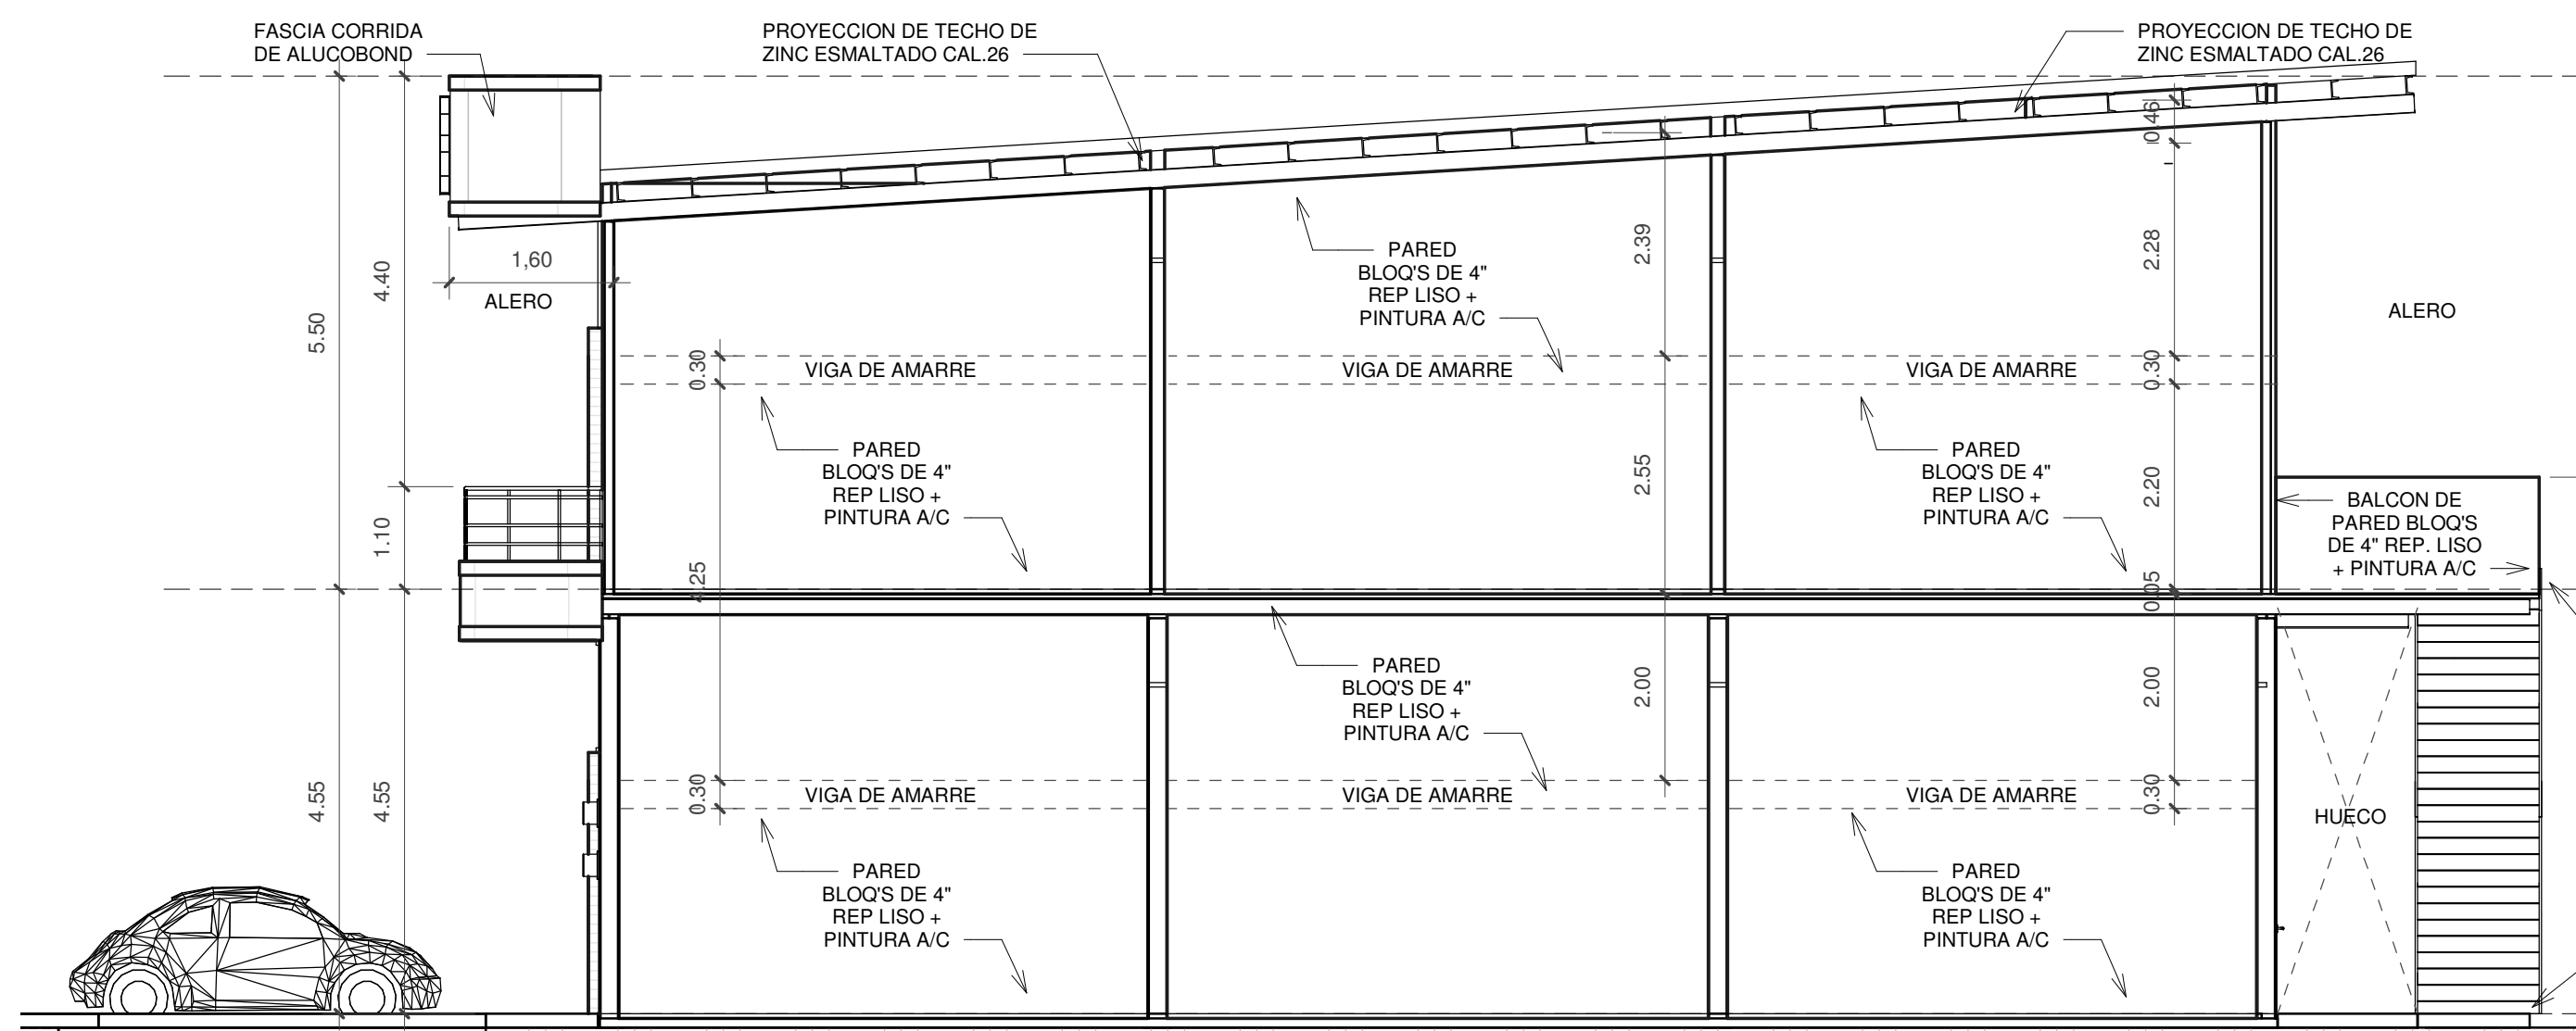 FASCIA CORRIDA
DE ALUCOBOND
PROYECCION DE TECHO DE
ZINC ESMALTADO CAL.26
PROYECCION DE TECHO DE
ZINC ESMALTADO CAL.26
0.46
5.50
4.40
1,60
ALERO
PARED
BLOQ'S DE 4"
REP LISO +
PINTURA A/C
2.39
2.28
ALERO
0.30
VIGA DE AMARRE
VIGA DE AMARRE
VIGA DE AMARRE
0.30
PARED
BLOQ'S DE 4"
REP LISO +
PINTURA A/C
2.55
PARED
BLOQ'S DE 4"
REP LISO +
PINTURA A/C
2.20
BALCON DE
PARED BLOQ'S
DE 4" REP. LISO
+ PINTURA A/C
1.10
4.25
0.05
PARED
BLOQ'S DE 4"
REP LISO +
PINTURA A/C
2.00
2.00
4.55
4.55
0.30
VIGA DE AMARRE
VIGA DE AMARRE
VIGA DE AMARRE
0.30
HUECO
PARED
BLOQ'S DE 4"
REP LISO +
PINTURA A/C
PARED
BLOQ'S DE 4"
REP LISO +
PINTURA A/C